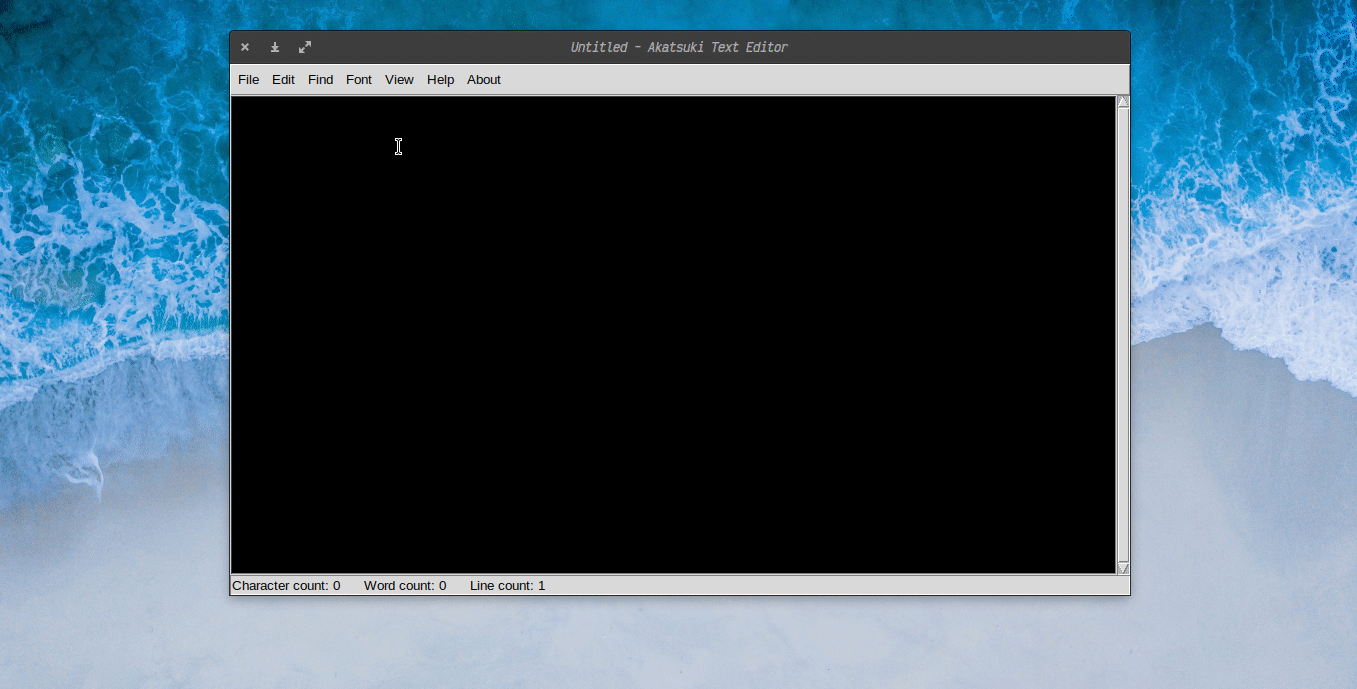 Untitled - Akatsuki Text Editor
File Edit Find Font View Help About
Character count: 0 Word count: 0 Line count: 1